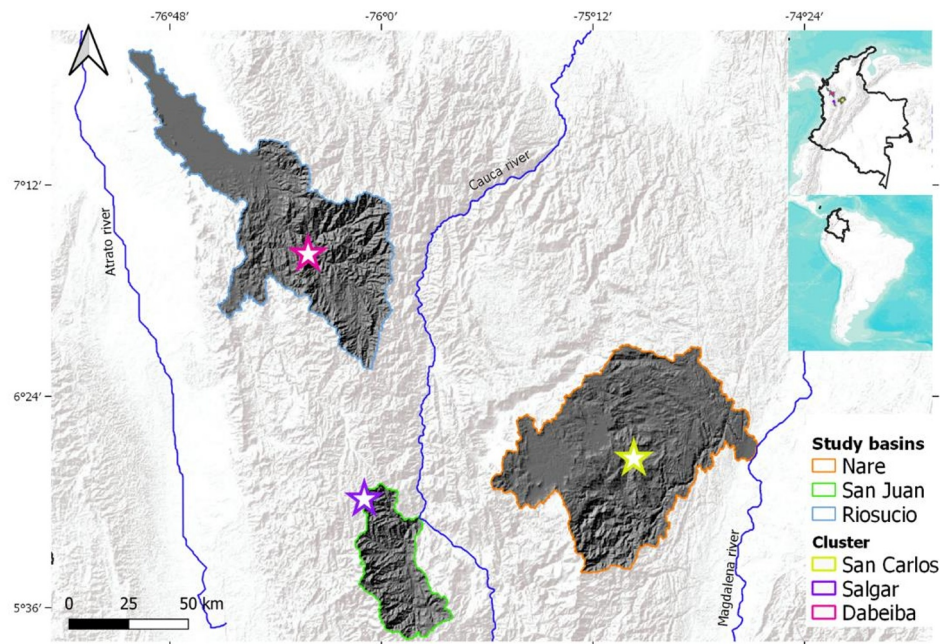 -76°48′ -76°0′ -75°12′ -74°24′
7°12′
Cauca river
Atrato river
6°24′
Study basins
Nare
San Juan
Riosucio
Cluster
San Carlos
Salgar
Dabeiba
Magdalena river
5°36′
0 25 50 km